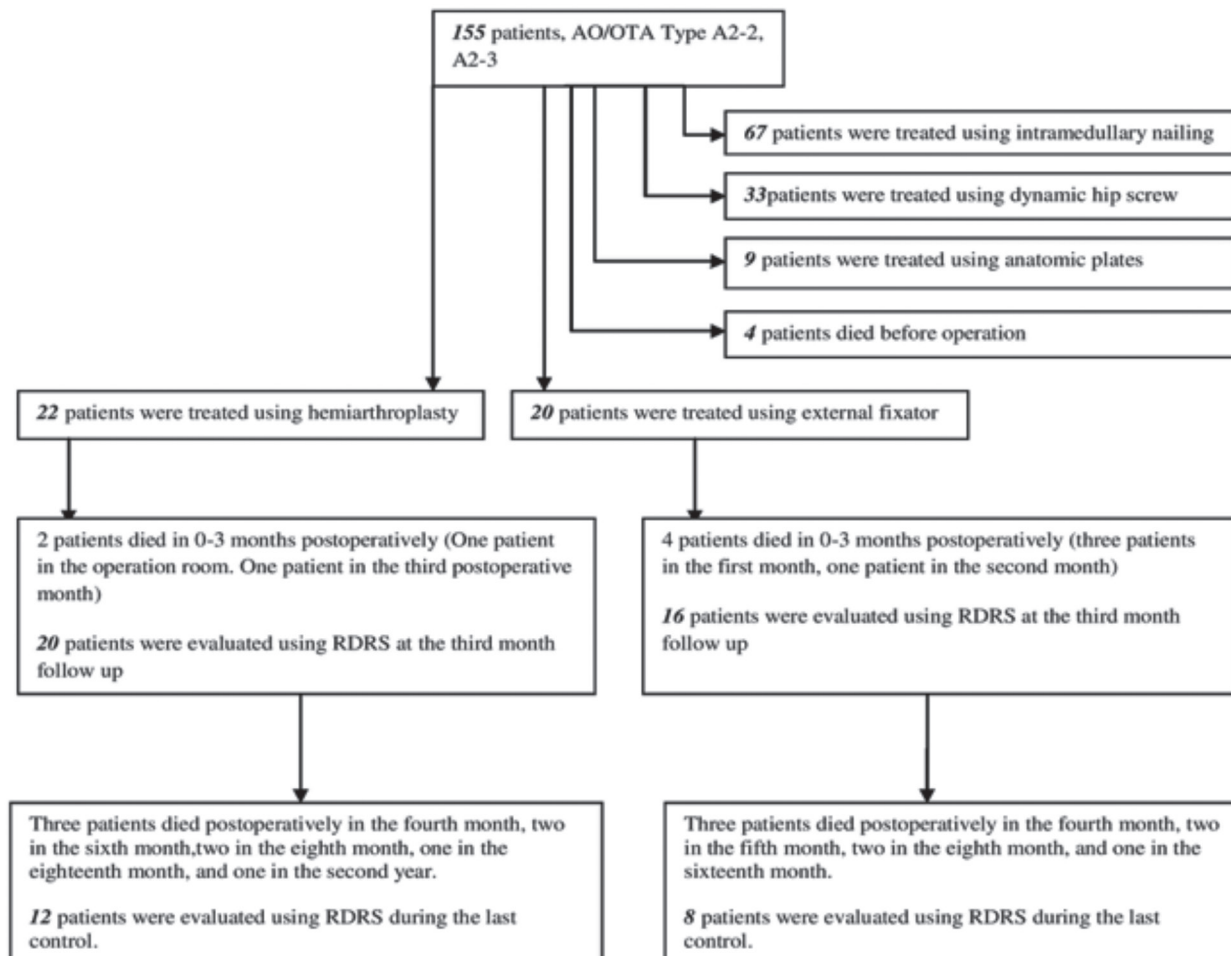 155 patients, AO/OTA Type A2-2,
A2-3
67 patients were treated using intramedullary nailing
33patients were treated using dynamic hip screw
9 patients were treated using anatomic plates
4 patients died before operation
22 patients were treated using hemiarthroplasty
20 patients were treated using external fixator
2 patients died in 0-3 months postoperatively (One patient
in the operation room. One patient in the third postoperative
month)
20 patients were evaluated using RDRS at the third month
follow up
4 patients died in 0-3 months postoperatively (three patients
in the first month, one patient in the second month)
16 patients were evaluated using RDRS at the third month
follow up
Three patients died postoperatively in the fourth month, two
in the sixth month,two in the eighth month, one in the
eighteenth month, and one in the second year.
12 patients were evaluated using RDRS during the last
control.
Three patients died postoperatively in the fourth month, two
in the fifth month, two in the eighth month, and one in the
sixteenth month.
8 patients were evaluated using RDRS during the last
control.